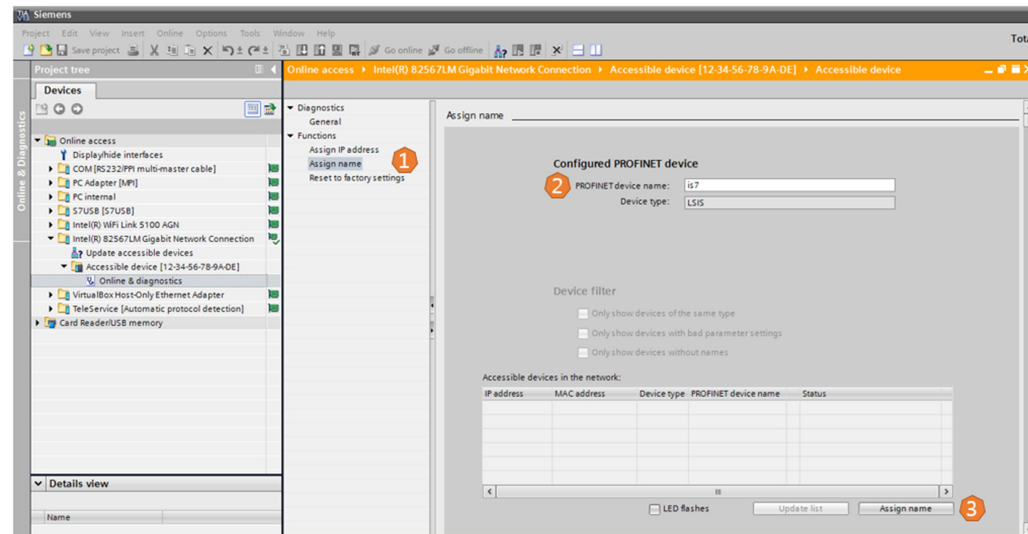 Siemens
Project Edit View Insert Online Options Tools Window Help
Save project Go online Go offline
Tota
Project tree
Online access Intel(R) 82567LM Gigabit Network Connection Accessible device [12-34-56-78-9A-DE] Accessible device
Devices
Online & Diagnostics
Online access
Display/hide interfaces
COM [RS232/PPI multi-master cable]
PC Adapter [MPI]
PC internal
S7USB [S7USB]
Intel(R) WiFi Link 5100 AGN
Intel(R) 82567LM Gigabit Network Connection
Update accessible devices
Accessible device [12-34-56-78-9A-DE]
Online & diagnostics
VirtualBox Host-Only Ethernet Adapter
TeleService [Automatic protocol detection]
Card Reader/USB memory
Details view
Name
Diagnostics
General
Functions
Assign IP address
Assign name
1
Reset to factory settings
Assign name
Configured PROFINET device
2
PROFINET device name: is7
Device type: LSIS
Device filter
Only show devices of the same type
Only show devices with bad parameter settings
Only show devices without names
Accessible devices in the network:
IP address MAC address Device type PROFINET device name Status
LED flashes Update list Assign name
3